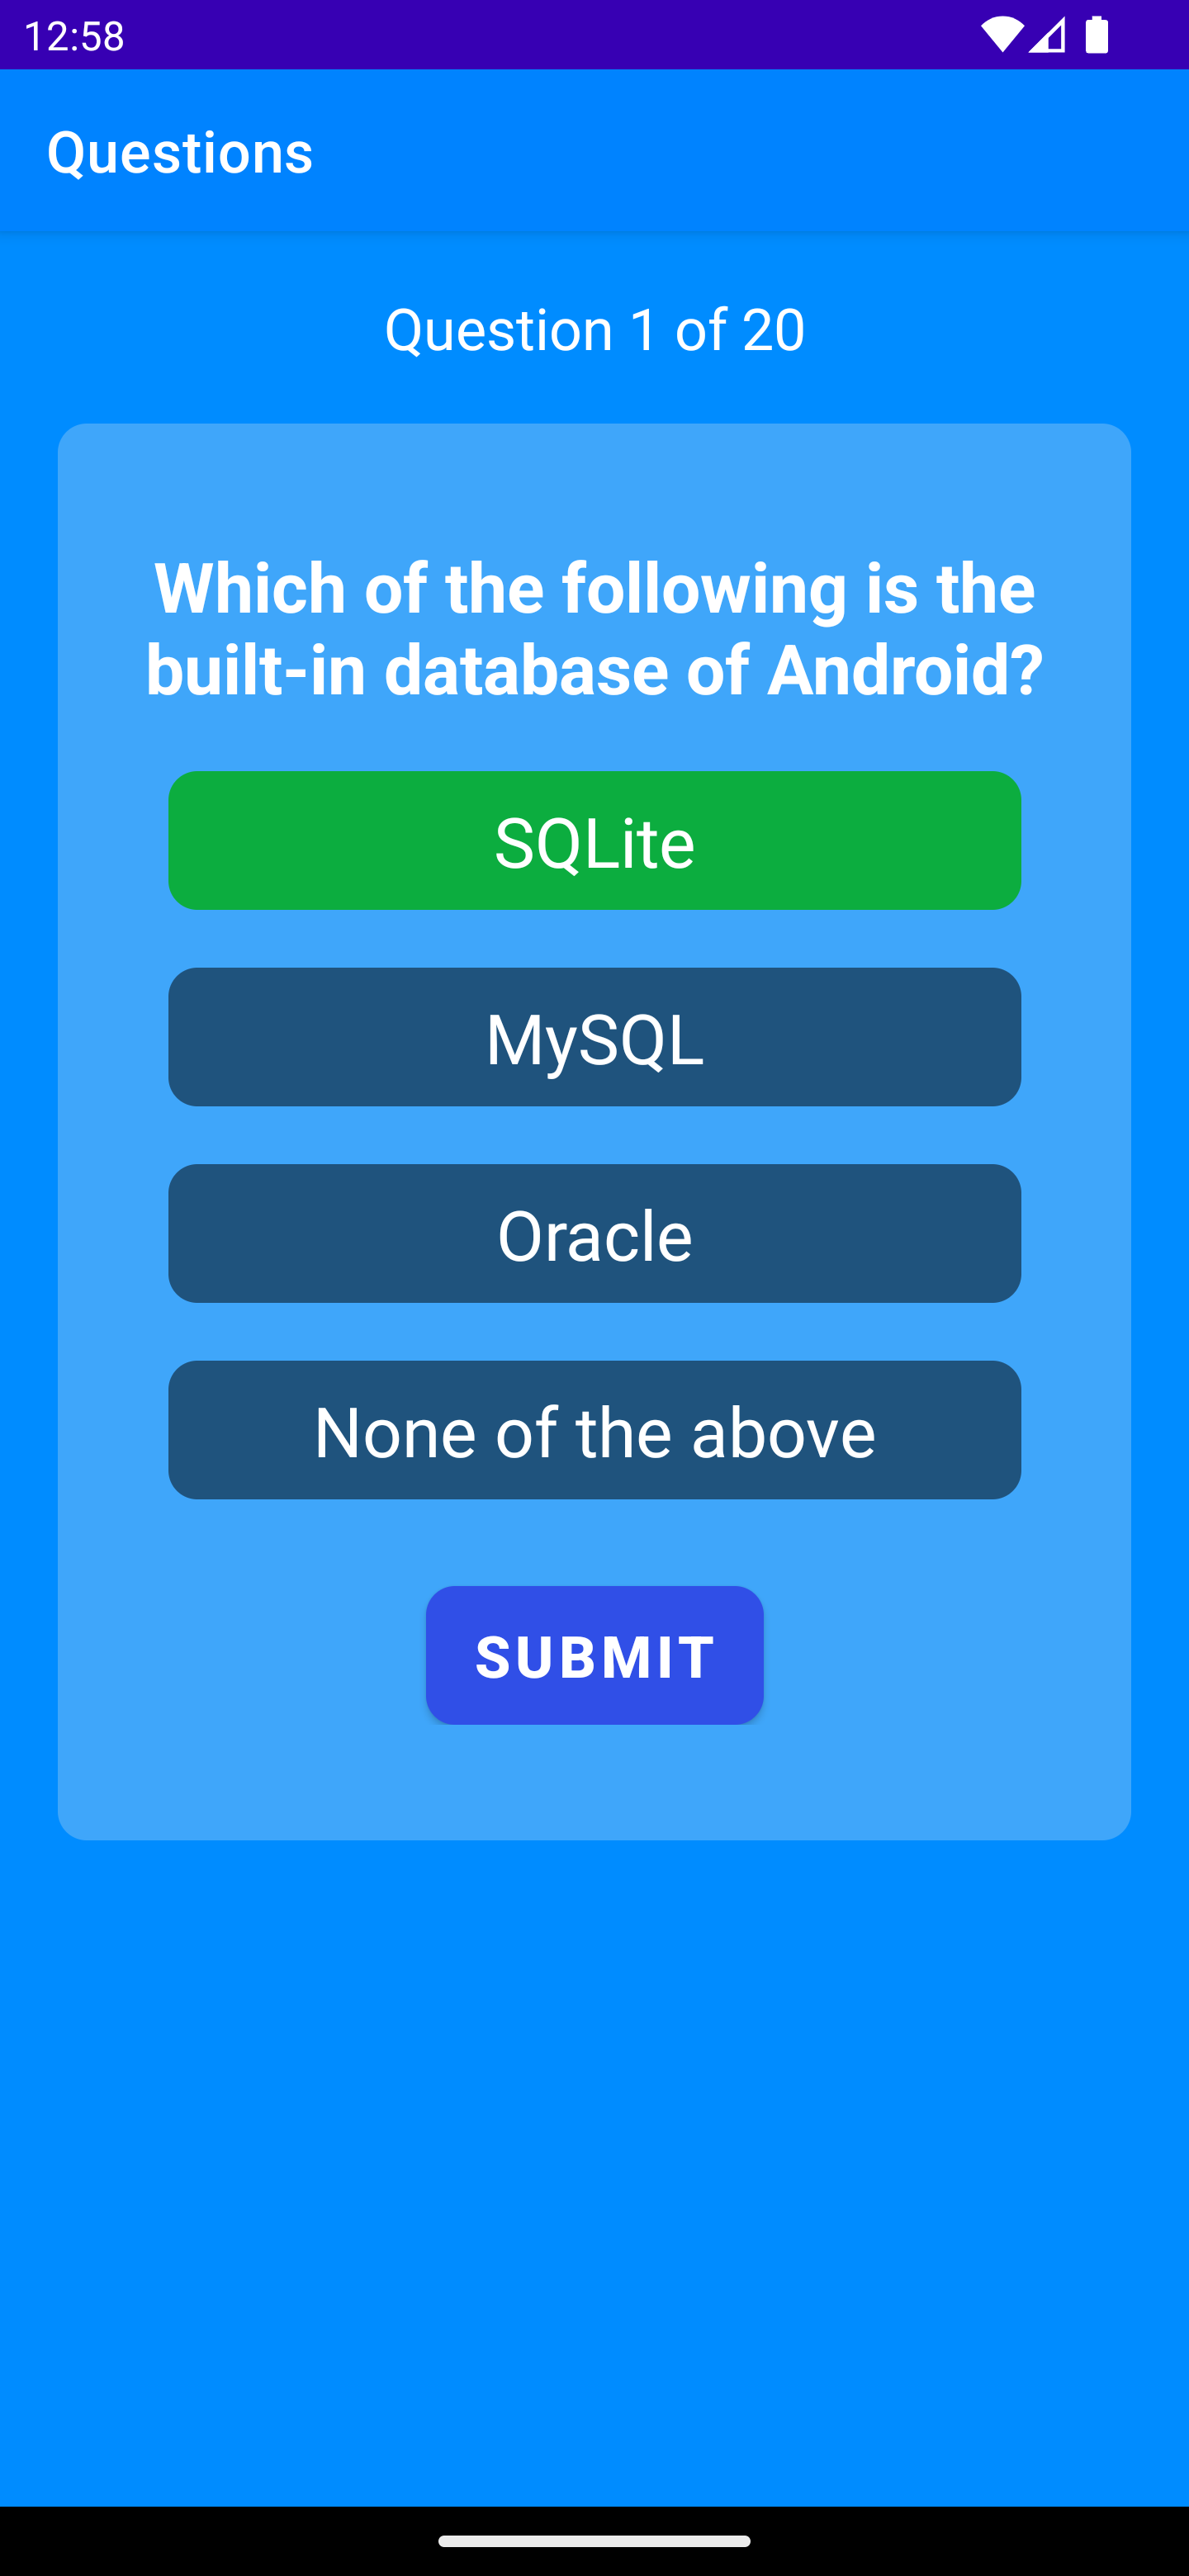 12:58
Questions
Question 1 of 20
Which of the following is the
built-in database of Android?
SQLite
MySQL
Oracle
None of the above
SUBMIT